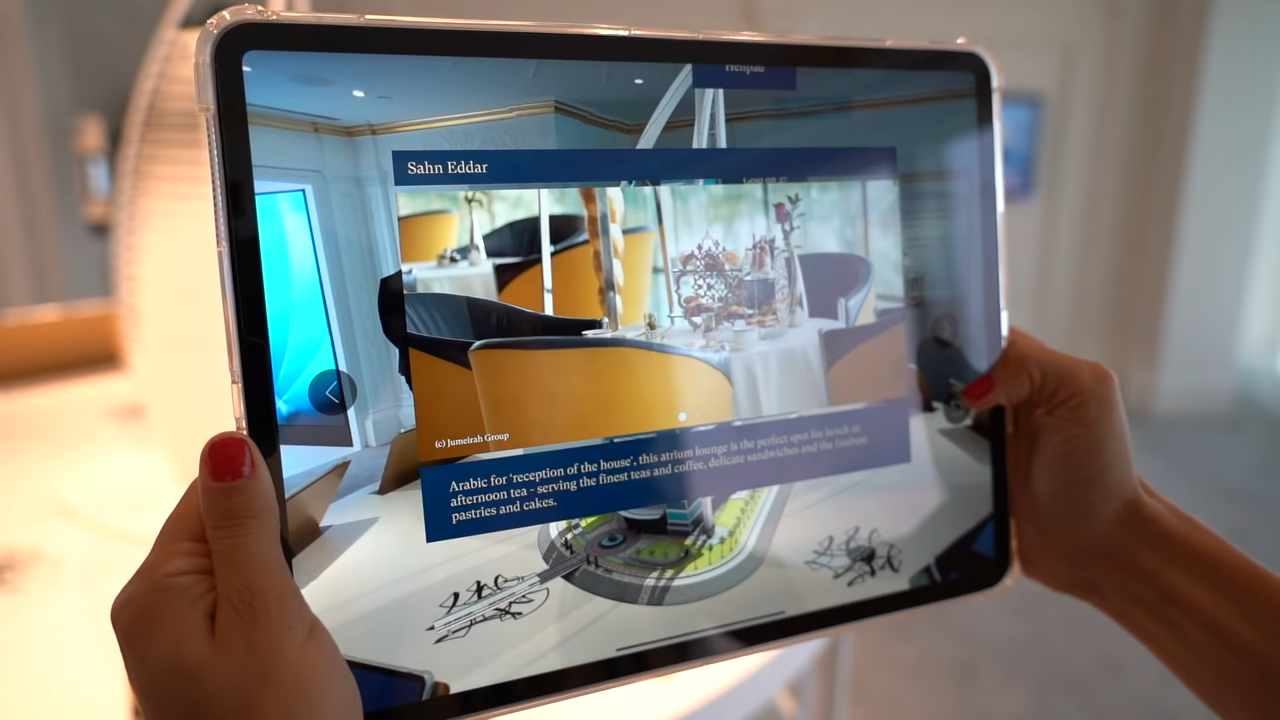 Helipad
Sahn Eddar
(c) Jumeirah Group
Arabic for 'reception of the house', this atrium lounge is the perfect spot for lunch or
afternoon tea - serving the finest teas and coffee, delicate sandwiches and the freshest
pastries and cakes.